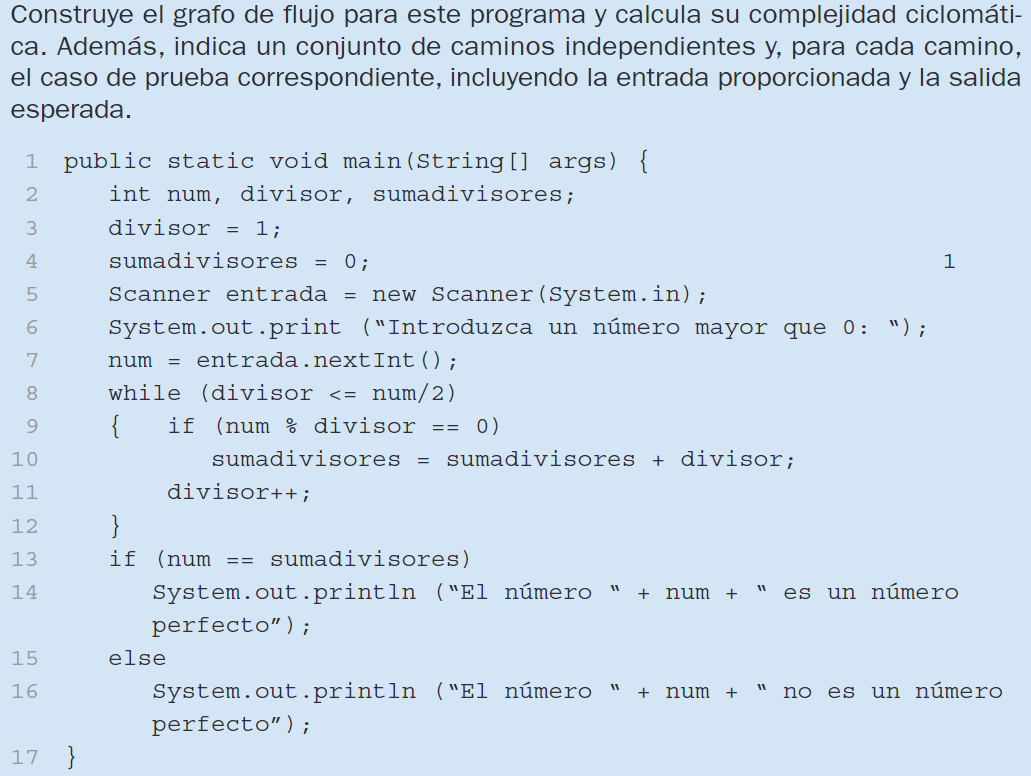 Construye el grafo de flujo para este programa y calcula su complejidad ciclomáti-
ca. Además, indica un conjunto de caminos independientes y, para cada camino,
el caso de prueba correspondiente, incluyendo la entrada proporcionada y la salida
esperada.
1 public static void main(String[] args) {
2 int num, divisor, sumadivisores;
3 divisor = 1;
4 sumadivisores = 0; 1
5 Scanner entrada = new Scanner(System.in);
6 System.out.print (“Introduzca un número mayor que 0: “);
7 num = entrada.nextInt();
8 while (divisor <= num/2)
9 { if (num % divisor == 0)
10 sumadivisores = sumadivisores + divisor;
11 divisor++;
12 }
13 if (num == sumadivisores)
14 System.out.println (“El número “ + num + “ es un número
perfecto”);
15 else
16 System.out.println (“El número “ + num + “ no es un número
perfecto”);
17 }